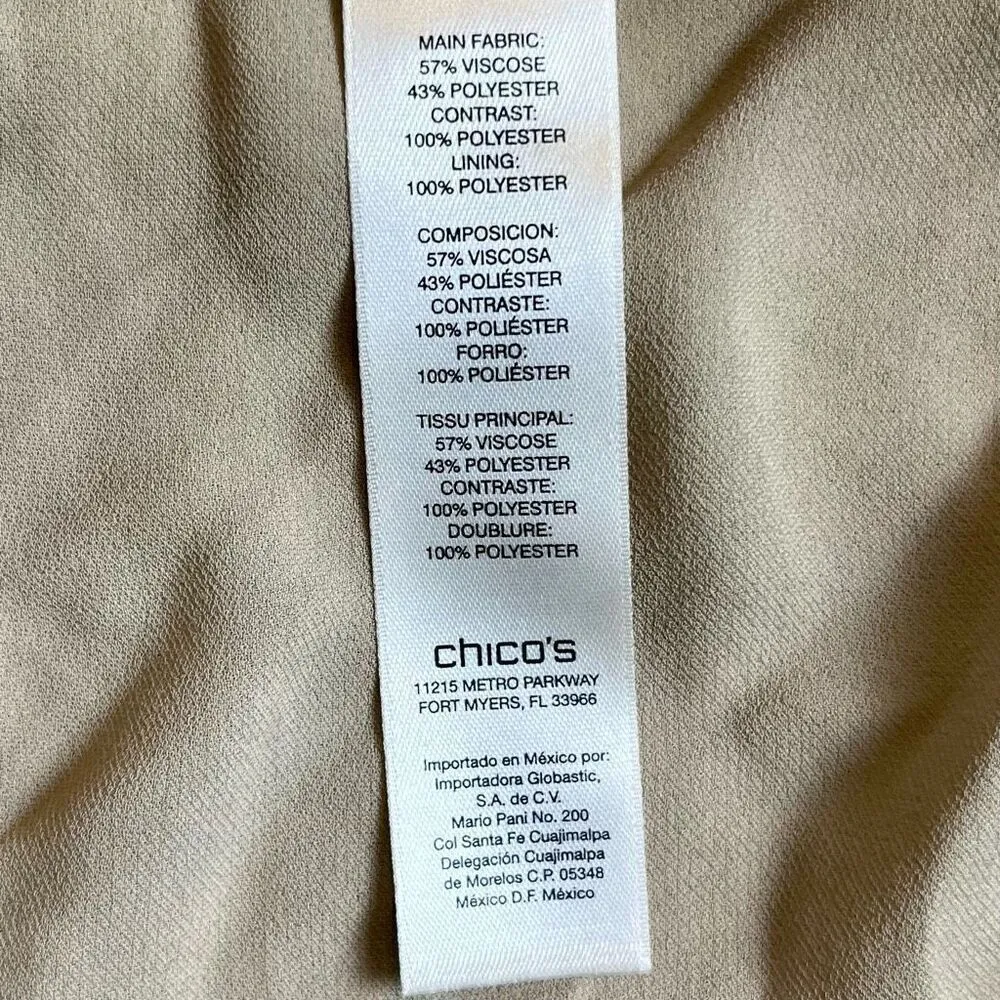 MAIN FABRIC:
57% VISCOSE
43% POLYESTER
CONTRAST:
100% POLYESTER
LINING:
100% POLYESTER
COMPOSICION:
57% VISCOSA
43% POLIÉSTER
CONTRASTE:
100% POLIÉSTER
FORRO:
100% POLIÉSTER
TISSU PRINCIPAL:
57% VISCOSE
43% POLYESTER
CONTRASTE:
100% POLYESTER
DOUBLURE:
100% POLYESTER
chico's
11215 METRO PARKWAY
FORT MYERS, FL 33966
Importado en México por:
Importadora Globastic,
S.A. de C.V.
Mario Pani No. 200
Col Santa Fe Cuajimalpa
Delegación Cuajimalpa
de Morelos C.P. 05348
México D.F. México